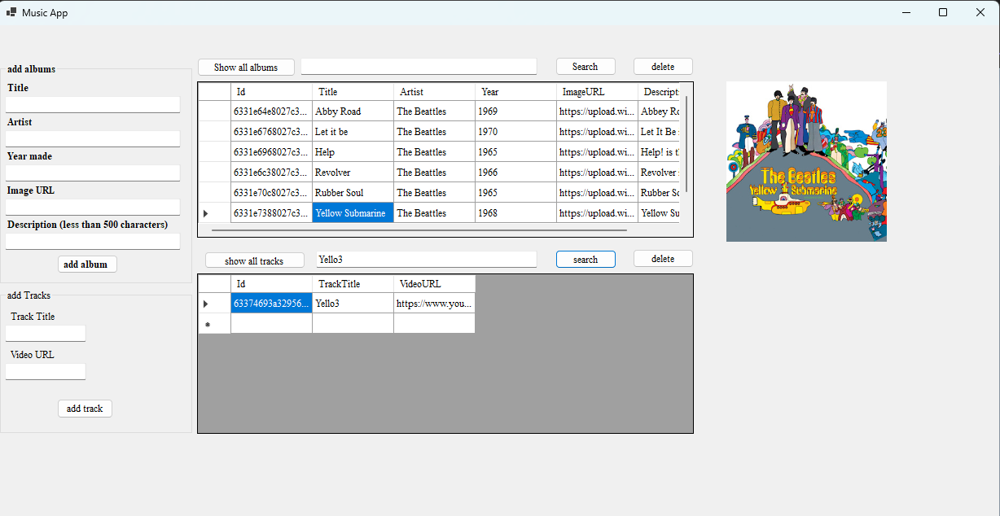 Music App
add albums
Title
Artist
Year made
Image URL
Description (less than 500 characters)
add album
add Tracks
Track Title
Video URL
add track
Show all albums Search delete
Id Title Artist Year ImageURL Descript
6331e64e8027c3... Abby Road The Beattles 1969 https://upload.wi... Abbey Ro
6331e6768027c3... Let it be The Beattles 1970 https://upload.wi... Let It Be
6331e6968027c3... Help The Beattles 1965 https://upload.wi... Help! is th
6331e6c38027c3... Revolver The Beattles 1966 https://upload.wi... Revolver
6331e70c8027c3... Rubber Soul The Beattles 1965 https://upload.wi... Rubber So
6331e7388027c3... Yellow Submarine The Beattles 1968 https://upload.wi... Yellow Su
show all tracks Yello3 search delete
Id TrackTitle VideoURL
63374693a32956... Yello3 https://www.you...
The Beatles
Yellow Submarine